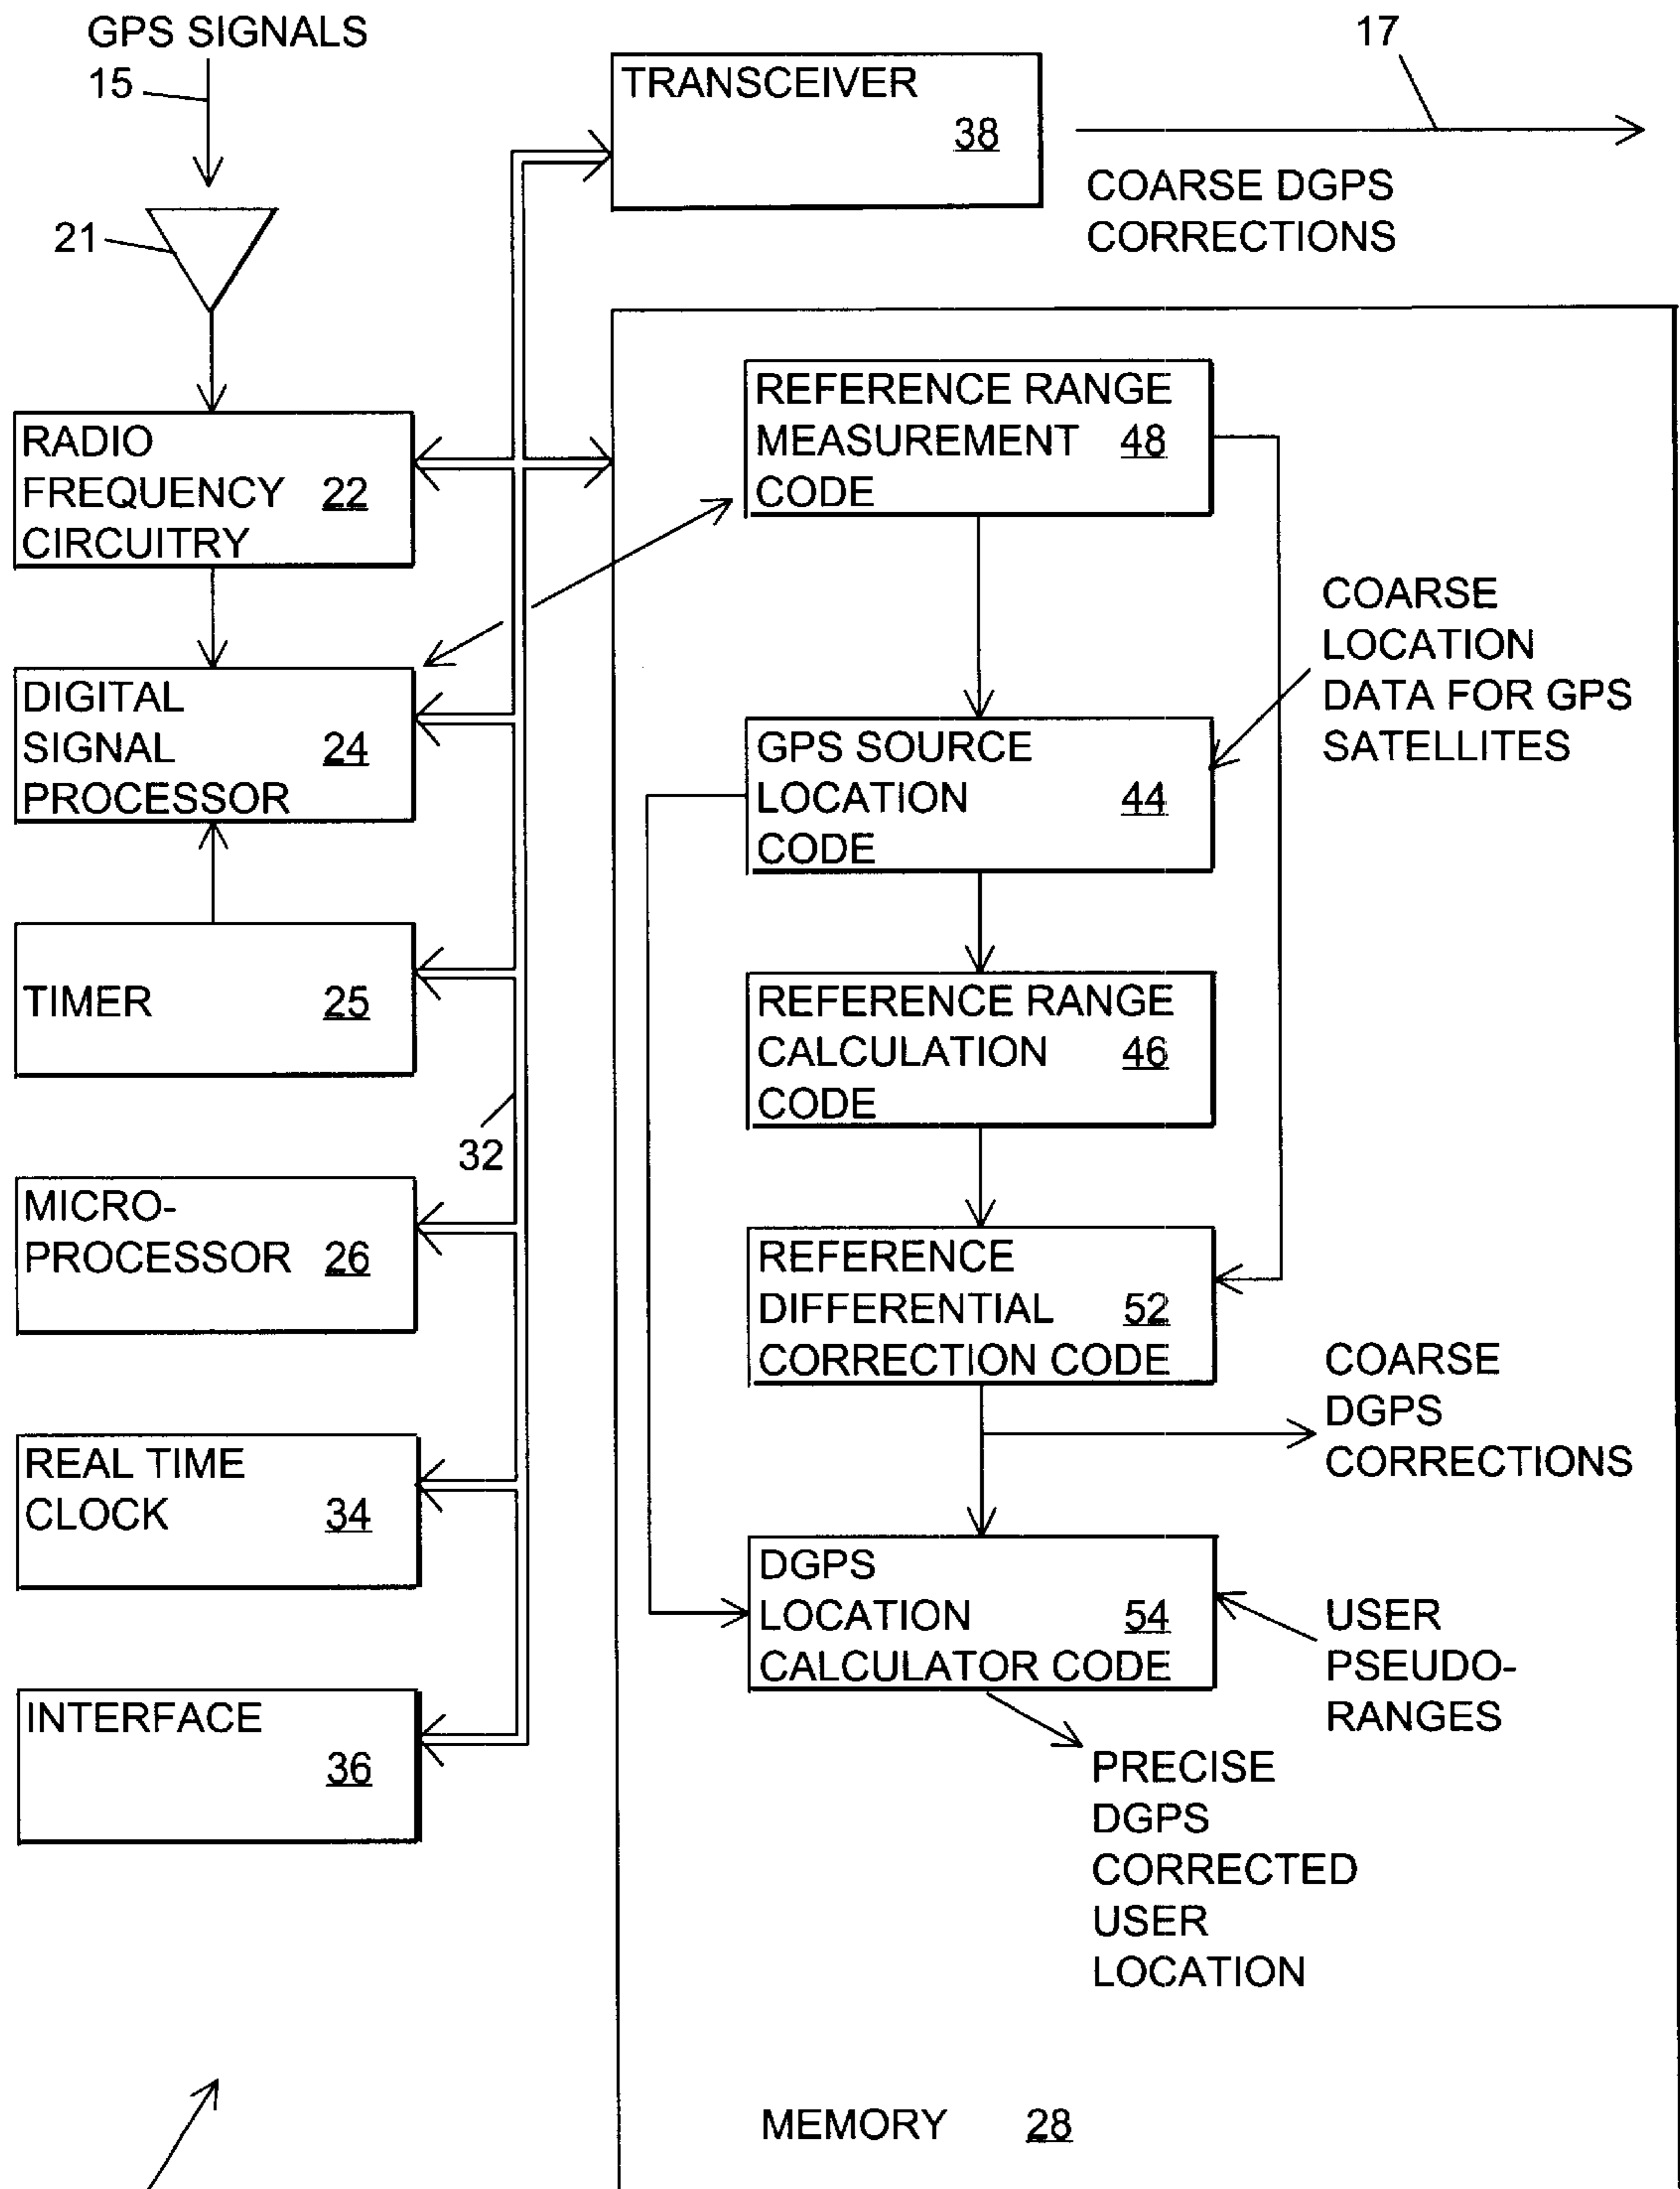 GPS SIGNALS
15
21
RADIO
FREQUENCY 22
CIRCUITRY
DIGITAL
SIGNAL 24
PROCESSOR
TIMER 25
32
MICRO-
PROCESSOR 26
REAL TIME
CLOCK 34
INTERFACE
36
TRANSCEIVER
38
17
COARSE DGPS
CORRECTIONS
REFERENCE RANGE
MEASUREMENT 48
CODE
COARSE
LOCATION
DATA FOR GPS
SATELLITES
GPS SOURCE
LOCATION 44
CODE
REFERENCE RANGE
CALCULATION 46
CODE
REFERENCE
DIFFERENTIAL 52
CORRECTION CODE
COARSE
DGPS
CORRECTIONS
DGPS
LOCATION 54
CALCULATOR CODE
USER
PSEUDO-
RANGES
PRECISE
DGPS
CORRECTED
USER
LOCATION
MEMORY 28